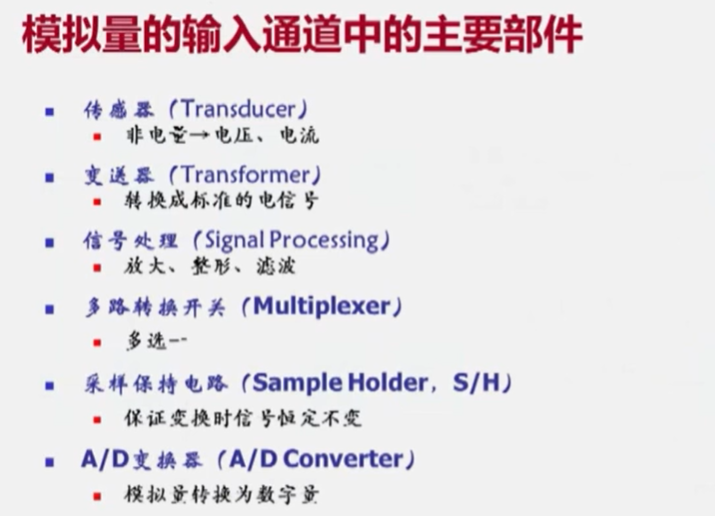 模拟量的输入通道中的主要部件
传感器（Transducer）
非电量→电压、电流
变送器（Transformer）
转换成标准的电信号
信号处理（Signal Processing）
放大、整形、滤波
多路转换开关（Multiplexer）
多选一
采样保持电路（Sample Holder，S/H）
保证变换时信号恒定不变
A/D变换器（A/D Converter）
模拟量转换为数字量